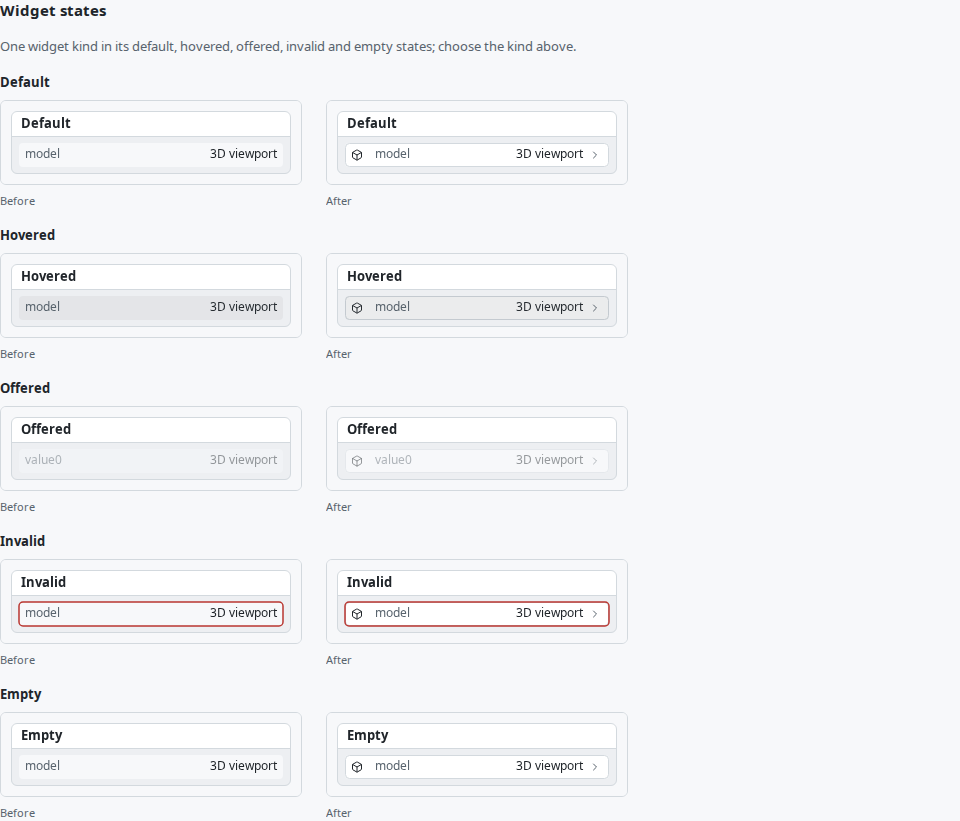 Widget states
One widget kind in its default, hovered, offered, invalid and empty states; choose the kind above.
Default
Default
model 3D viewport
Default
model 3D viewport
Before
After
Hovered
Hovered
model 3D viewport
Hovered
model 3D viewport
Before
After
Offered
Offered
value0 3D viewport
Offered
value0 3D viewport
Before
After
Invalid
Invalid
model 3D viewport
Invalid
model 3D viewport
Before
After
Empty
Empty
model 3D viewport
Empty
model 3D viewport
Before
After